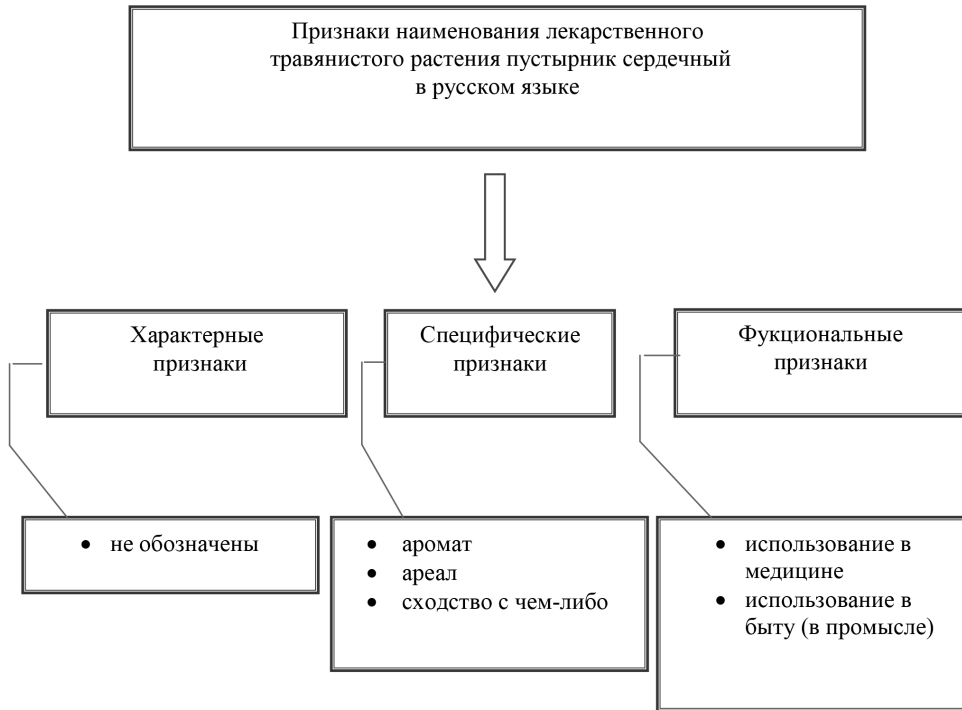 Признаки наименования лекарственного
травянистого растения пустырник сердечный
в русском языке
Характерные
признаки
Специфические
признаки
Фукциональные
признаки
• не обозначены
• аромат
• ареал
• сходство с чем-либо
• использование в
медицине
• использование в
быту (в промысле)